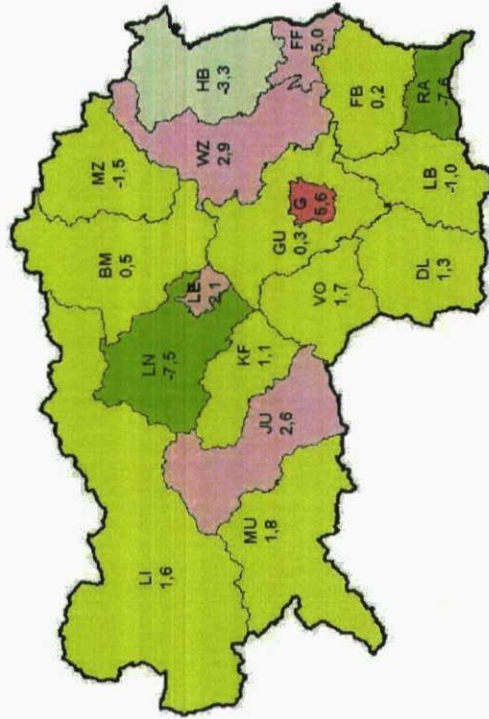 LI
1,6
BM
0,5
MZ
-1,5
LN
-7,5
LE
2,1
HB
-3,3
WZ
2,9
FF
5,0
MU
1,8
JU
2,6
KF
1,1
GU
0,3
G
5,6
VO
1,7
FB
0,2
DL
1,3
LB
-1,0
RA
-7,6